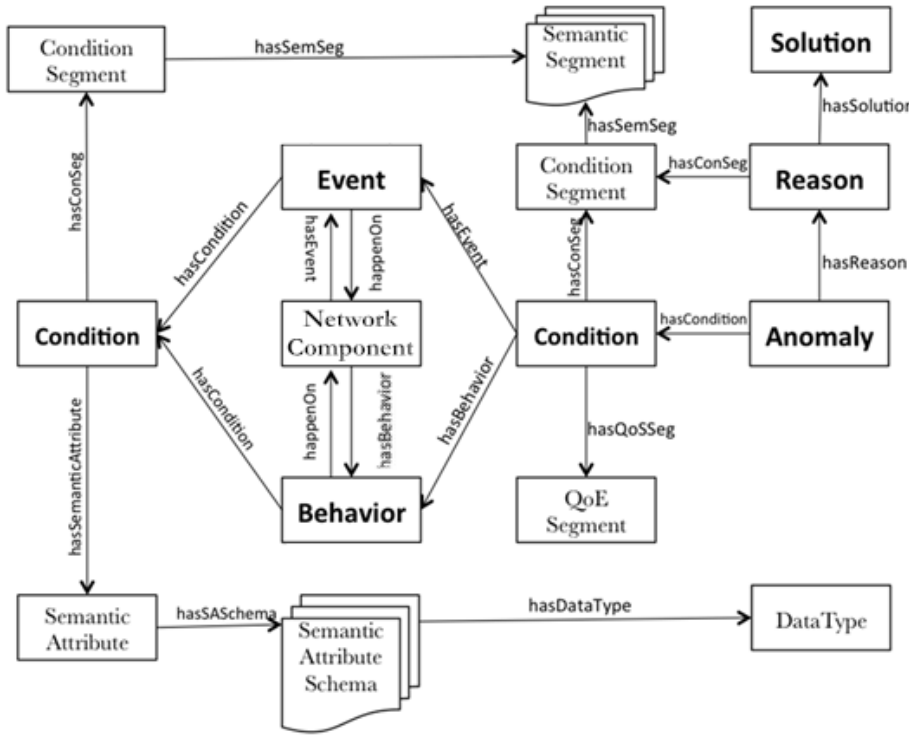 Condition
Segment
hasSemSeg
Semantic
Segment
Solution
hasSolution
hasSemSeg
hasConSeg
Event
Condition
Segment
hasConSeg
Reason
hasCondition
hasEvent
happenOn
hasEvent
hasConSeg
hasReason
Condition
Network
Component
Condition
hasCondition
Anomaly
hasSemanticAttribute
hasCondition
happenOn
hasBehavior
hasBehavior
hasQoSSeg
Behavior
QoE
Segment
Semantic
Attribute
hasSASchema
Semantic
Attribute
Schema
hasDataType
DataType